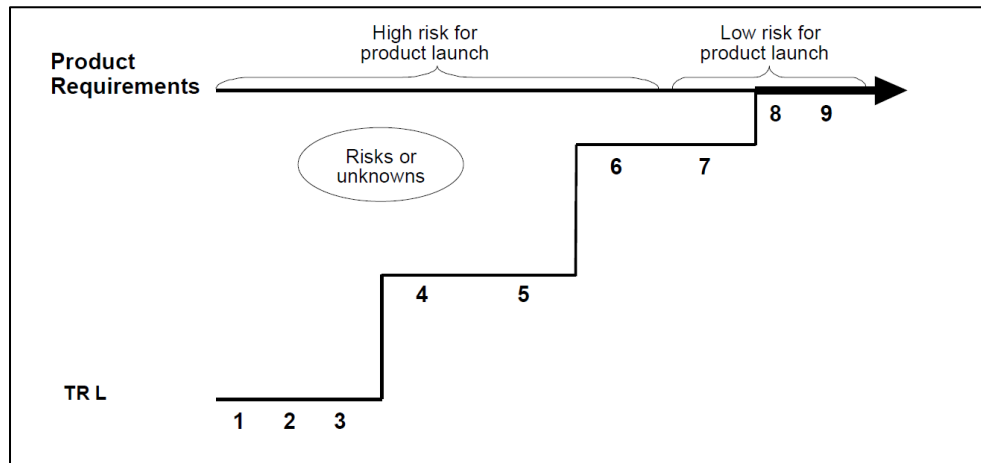 High risk for
product launch
Low risk for
product launch
Product
Requirements
8 9
Risks or
unknowns
6 7
4 5
TR L
1 2 3